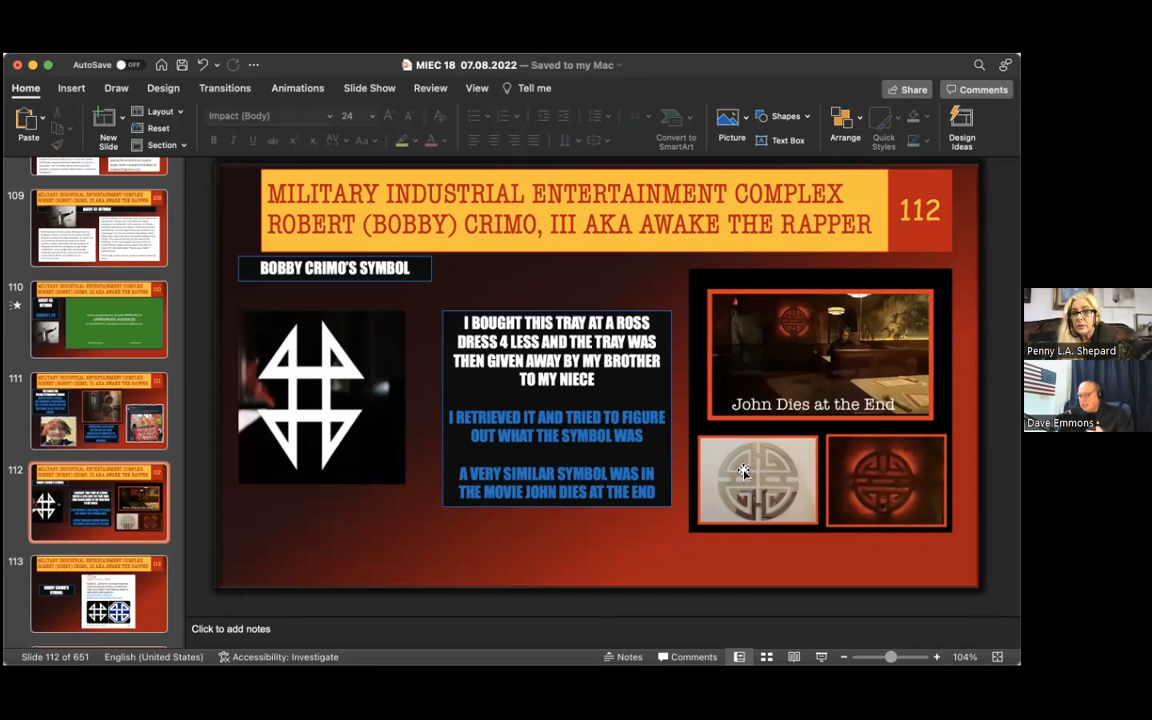 AutoSave OFF
MIEC 18 07.08.2022 — Saved to my Mac
Home Insert Draw Design Transitions Animations Slide Show Review View Tell me
Share Comments
Paste
New
Slide
Layout
Reset
Section
Impact (Body) 24
Convert to
SmartArt
Picture
Shapes
Text Box
Arrange
Quick
Styles
Design
Ideas
109
110
111
112
113
MILITARY INDUSTRIAL ENTERTAINMENT COMPLEX
ROBERT (BOBBY) CRIMO, III AKA AWAKE THE RAPPER
112
BOBBY CRIMO'S SYMBOL
I BOUGHT THIS TRAY AT A ROSS
DRESS 4 LESS AND THE TRAY WAS
THEN GIVEN AWAY BY MY BROTHER
TO MY NIECE
I RETRIEVED IT AND TRIED TO FIGURE
OUT WHAT THE SYMBOL WAS
A VERY SIMILAR SYMBOL WAS IN
THE MOVIE JOHN DIES AT THE END
John Dies at the End
Penny L.A. Shepard
Dave Emmons
Click to add notes
Slide 112 of 651 English (United States) Accessibility: Investigate Notes Comments 104%